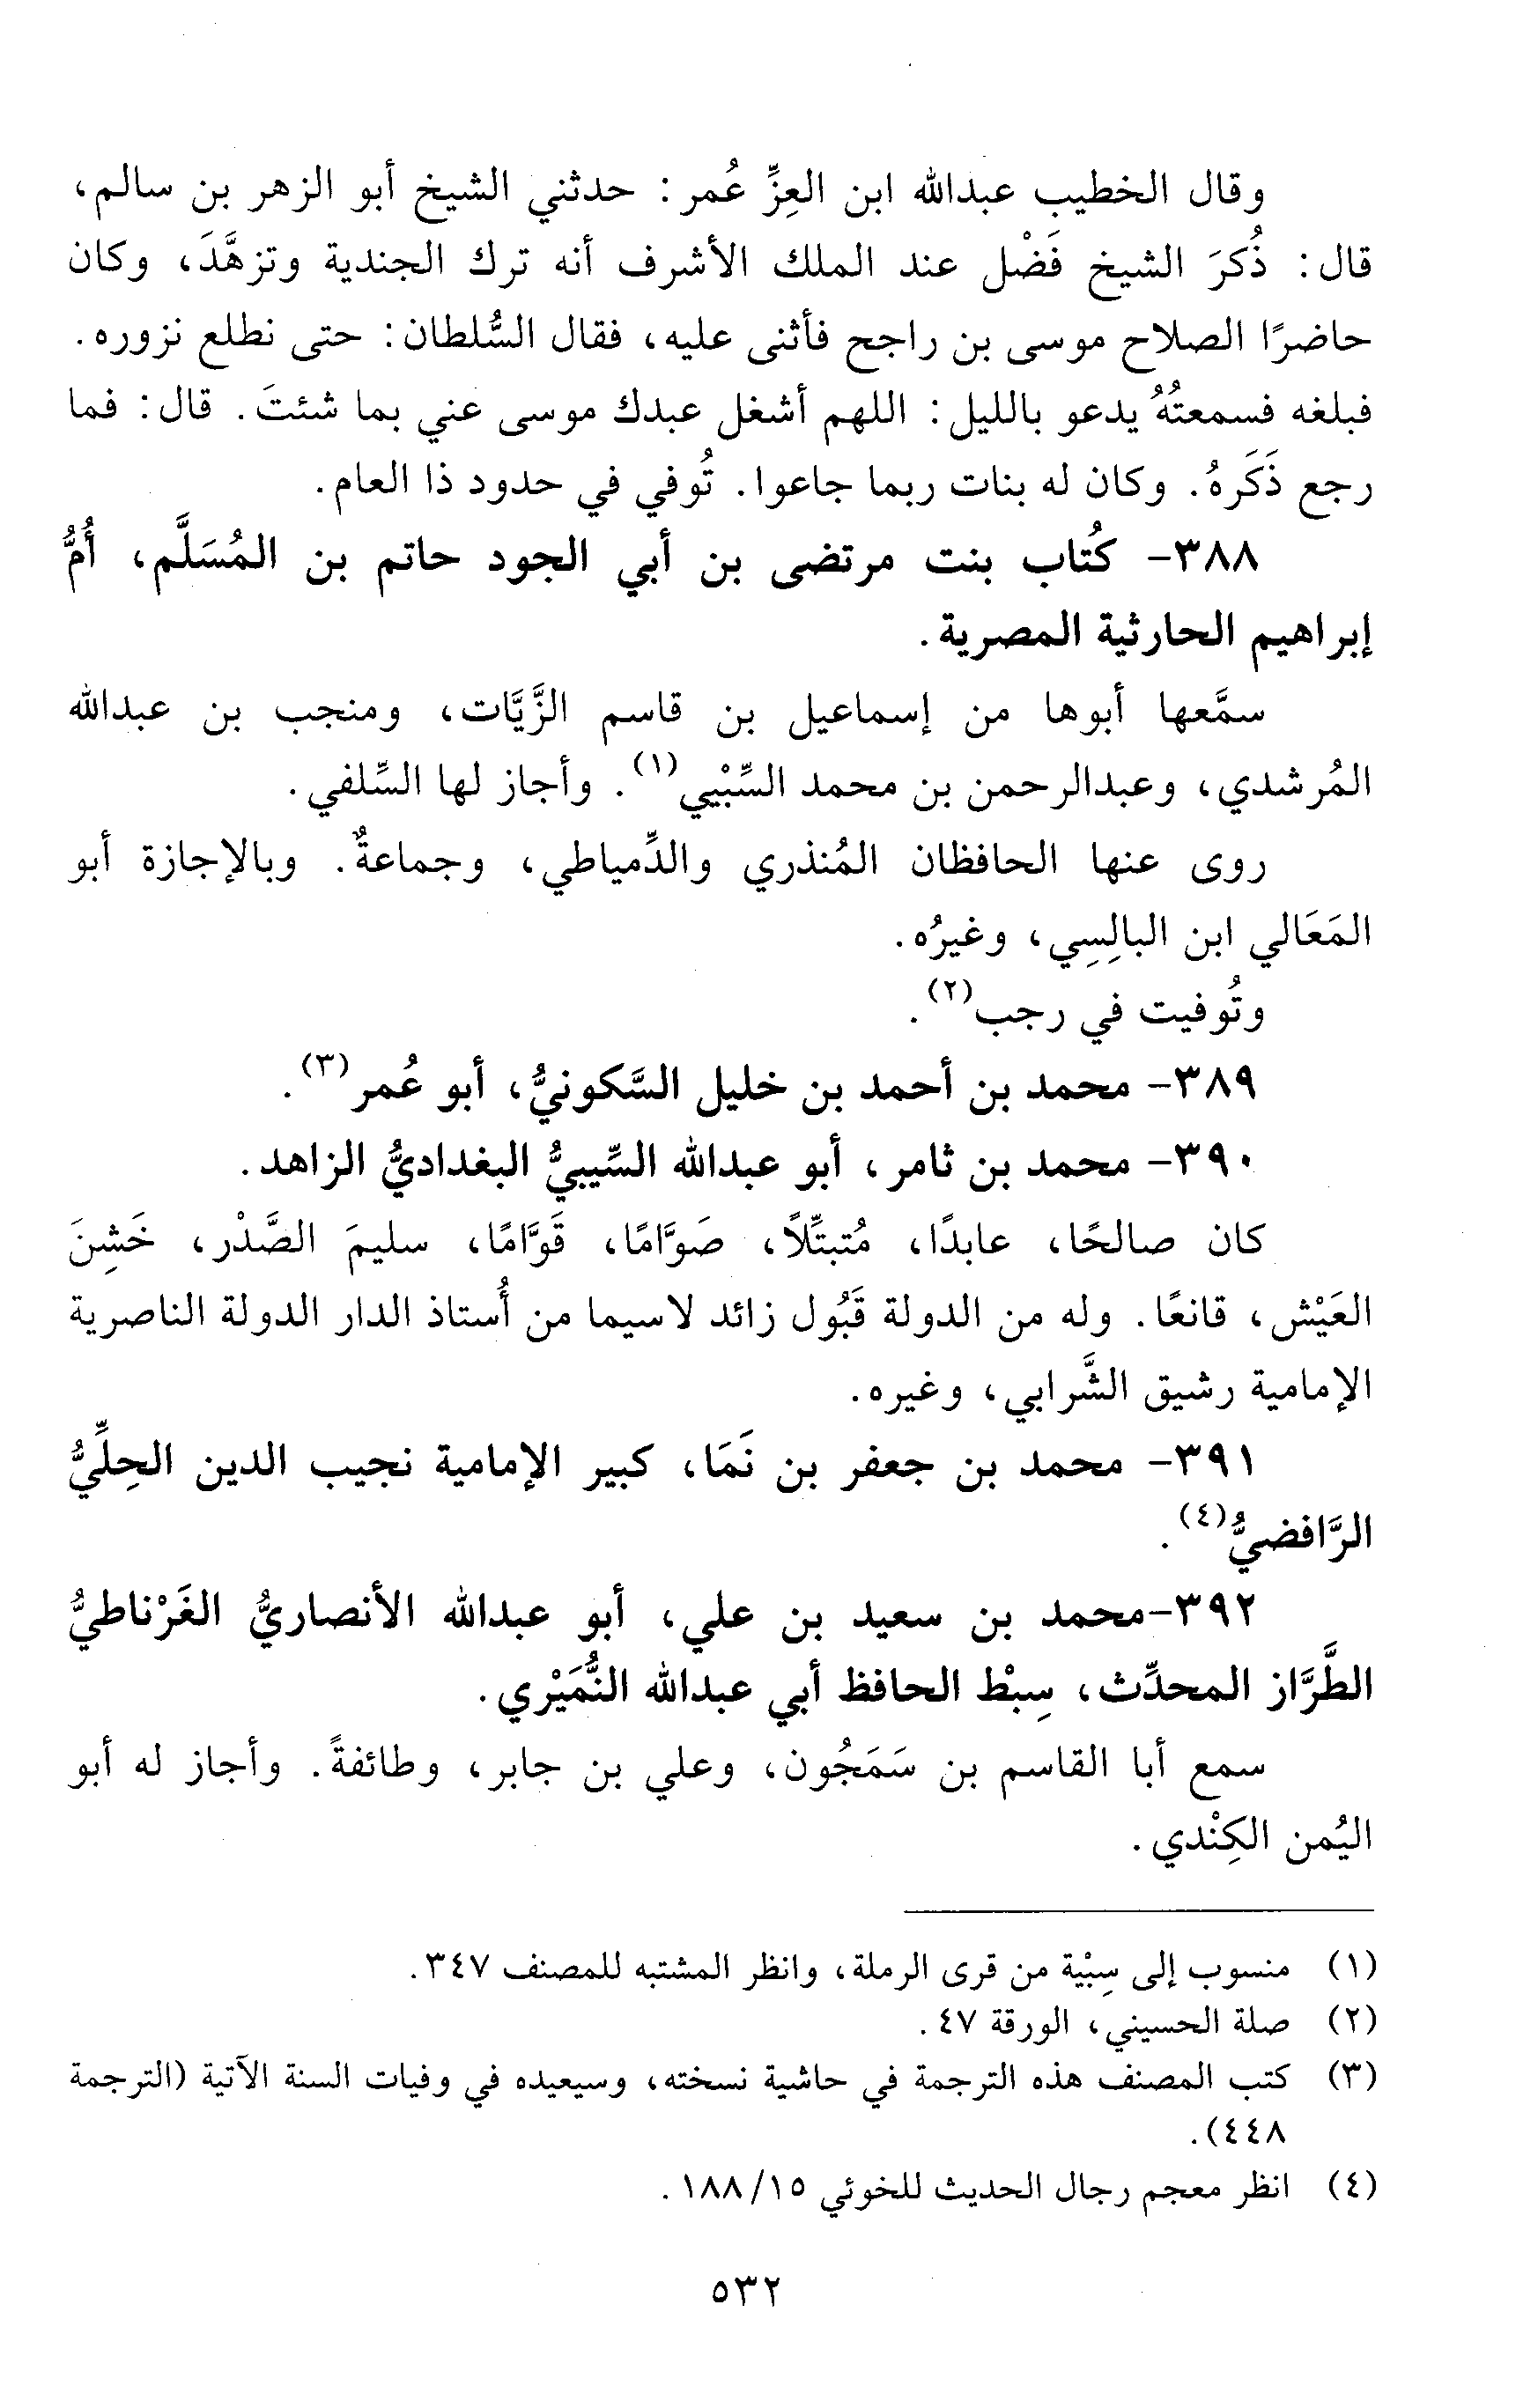 وقال الخطيب عبدالله ابن العِزِّ عُمر: حدثني الشيخ أبو الزهر بن سالم،
قال: ذُكرَ الشيخ فَضْل عند الملك الأشرف أنه ترك الجندية وتزهَّدَ، وكان
حاضرًا الصلاح موسى بن راجح فأثنى عليه، فقال السُّلطان: حتى نطلع نزوره.
فبلغه فسمعتُهُ يدعو بالليل: اللهم أشغل عبدك موسى عني بما شئتَ. قال: فما
رجع ذَكَرهُ. وكان له بنات ربما جاعوا. تُوفي في حدود ذا العام.
٣٨٨- كُتاب بنت مرتضى بن أبي الجود حاتم بن المُسَلَّم، أُمُّ
إبراهيم الحارثية المصرية.
سمَّعها أبوها من إسماعيل بن قاسم الزَّيَّات، ومنجب بن عبدالله
المُرشدي، وعبدالرحمن بن محمد السِّبْيي(١). وأجاز لها السِّلفي.
روى عنها الحافظان المُنذري والدِّمياطي، وجماعةٌ. وبالإجازة أبو
المَعَالي ابن البالِسِي، وغيرُه.
وتُوفيت في رجب(٢).
٣٨٩- محمد بن أحمد بن خليل السَّكونيُّ، أبو عُمر(٣).
٣٩٠- محمد بن ثامر، أبو عبدالله السِّيبيُّ البغداديُّ الزاهد.
كان صالحًا، عابدًا، مُتبتِّلاً، صَوَّامًا، قَوَّامًا، سليمَ الصَّدْر، خَشِنَ
العَيْش، قانعًا. وله من الدولة قَبُول زائد لاسيما من أُستاذ الدار الدولة الناصرية
الإمامية رشيق الشَّرابي، وغيره.
٣٩١- محمد بن جعفر بن نَمَا، كبير الإمامية نجيب الدين الحِلِّيُّ
الرَّافضيُّ(٤).
٣٩٢-محمد بن سعيد بن علي، أبو عبدالله الأنصاريُّ الغَرْناطيُّ
الطَّرَّاز المحدِّث، سِبْط الحافظ أبي عبدالله النُّمَيْري.
سمع أبا القاسم بن سَمَجُون، وعلي بن جابر، وطائفةً. وأجاز له أبو
اليُمن الكِنْدي.
(١) منسوب إلى سِبْيَة من قرى الرملة، وانظر المشتبه للمصنف ٣٤٧.
(٢) صلة الحسيني، الورقة ٤٧.
(٣) كتب المصنف هذه الترجمة في حاشية نسخته، وسيعيده في وفيات السنة الآتية (الترجمة
٤٤٨).
(٤) انظر معجم رجال الحديث للخوئي ١٥/ ١٨٨.
٥٣٢